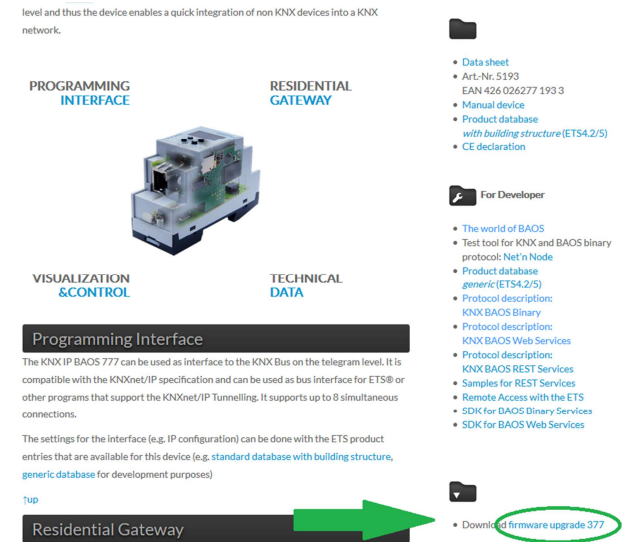 level and thus the device enables a quick integration of non KNX devices into a KNX
network.
PROGRAMMING
INTERFACE
RESIDENTIAL
GATEWAY
VISUALIZATION
&CONTROL
TECHNICAL
DATA
Programming Interface
The KNX IP BAOS 777 can be used as interface to the KNX Bus on the telegram level. It is
compatible with the KNXnet/IP specification and can be used as bus interface for ETS® or
other programs that support the KNXnet/IP Tunnelling. It supports up to 8 simultaneous
connections.
The settings for the interface (e.g. IP configuration) can be done with the ETS product
entries that are available for this device (e.g. standard database with building structure,
generic database for development purposes)
↑up
Residential Gateway
• Data sheet
• Art.-Nr. 5193
EAN 426 026277 193 3
• Manual device
• Product database
with building structure (ETS4.2/5)
• CE declaration
For Developer
• The world of BAOS
• Test tool for KNX and BAOS binary
protocol: Net'n Node
• Product database
generic (ETS4.2/5)
• Protocol description:
KNX BAOS Binary
• Protocol description:
KNX BAOS Web Services
• Protocol description:
KNX BAOS REST Services
• Samples for REST Services
• Remote Access with the ETS
• SDK for BAOS Binary Services
• SDK for BAOS Web Services
• Download firmware upgrade 377